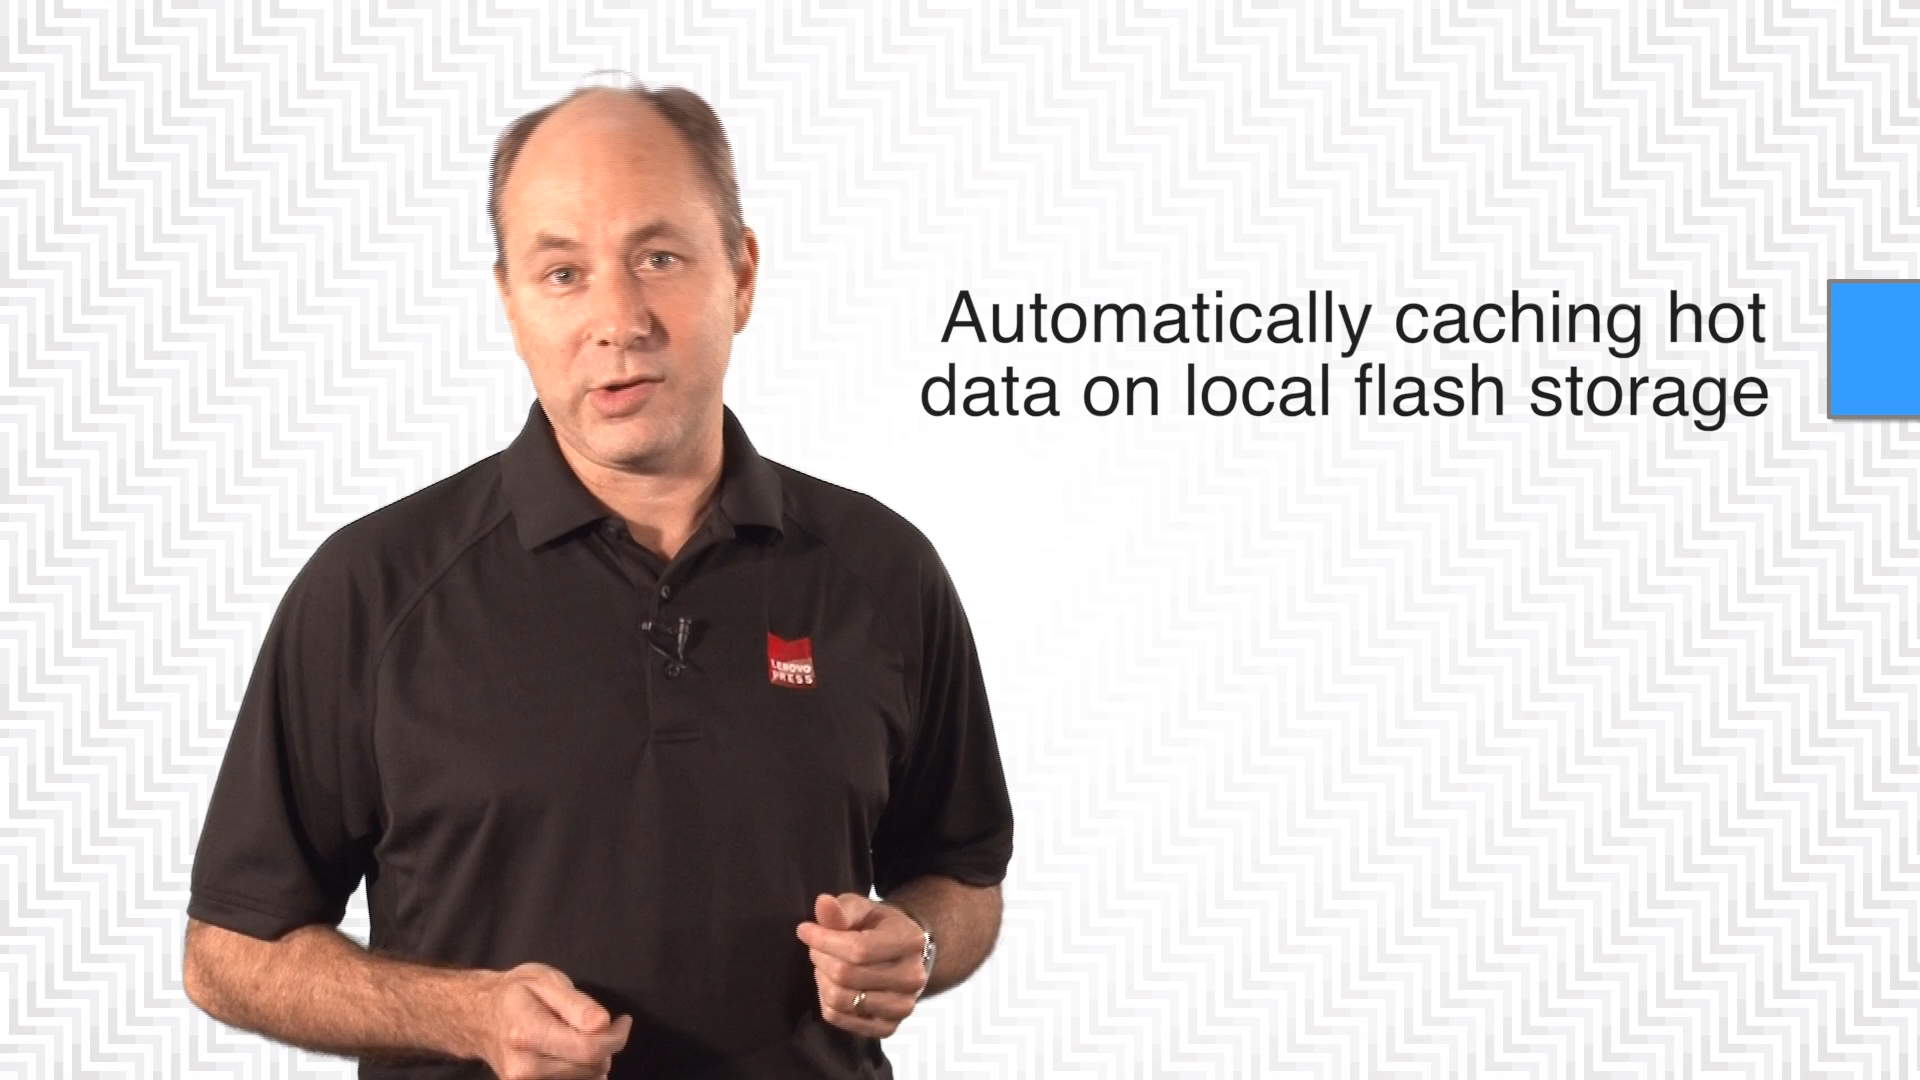 Automatically caching hot
data on local flash storage
LENOVO
PRESS